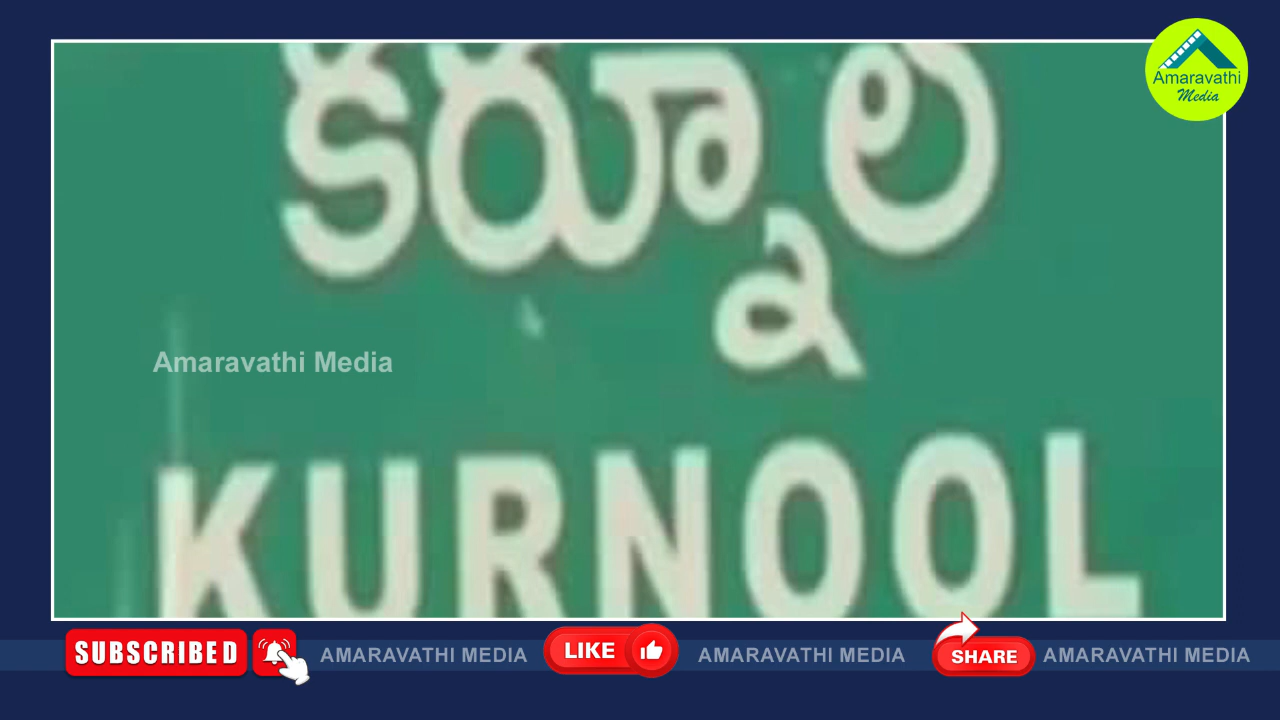 Amaravathi
Media
కర్నూల
Amaravathi Media
KURNOOL
SUBSCRIBED AMARAVATHI MEDIA LIKE AMARAVATHI MEDIA SHARE AMARAVATHI MEDIA